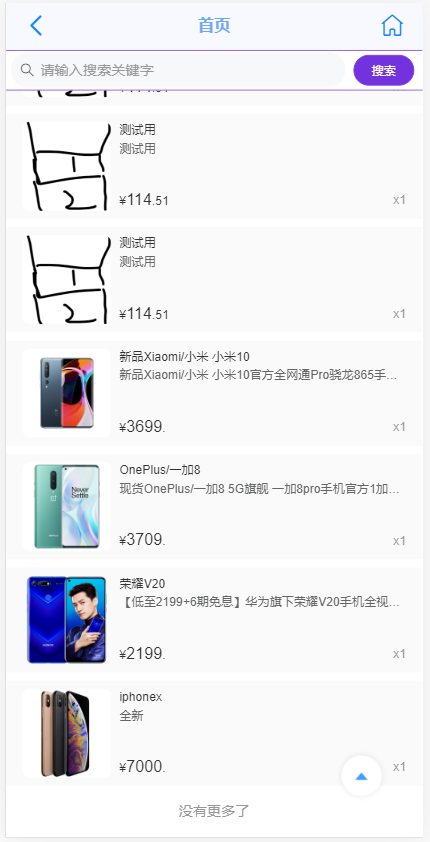 首页
请输入搜索关键字
搜索
测试用
测试用
¥114.51
x1
测试用
测试用
¥114.51
x1
新品Xiaomi/小米 小米10
新品Xiaomi/小米 小米10官方全网通Pro骁龙865手...
¥3699.
x1
OnePlus/一加8
现货OnePlus/一加8 5G旗舰 一加8pro手机官方1加...
Never
Settle
¥3709.
x1
荣耀V20
【低至2199+6期免息】华为旗下荣耀V20手机全视...
¥2199.
x1
iphonex
全新
¥7000.
x1
没有更多了